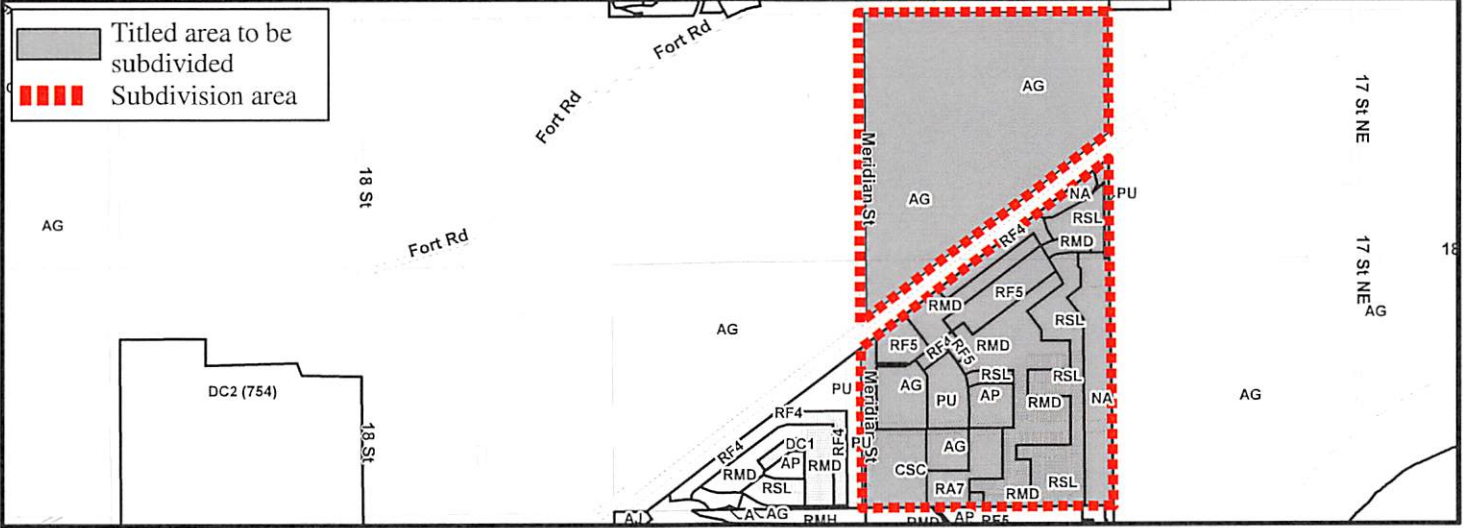 Titled area to be
subdivided
Subdivision area
Fort Rd
Fort Rd
Fort Rd
18 St
18 St
AG
DC2 (754)
AG
Meridian St
Meridian St
AG
AG
NA
PU
RSL
RMD
RF4
RF5
RMD
RSL
RF5
RF4
RF5
RMD
RSL
RSL
AG
PU
AP
RMD
NA
PU
PU
RF4
RF4
RF4
DC1
AP
RMD
RMD
RSL
AG
CSC
RA7
RMD
RSL
AG
RMH
RMD
AP
RF5
17 St NE
17 St NE
AG
AG
18